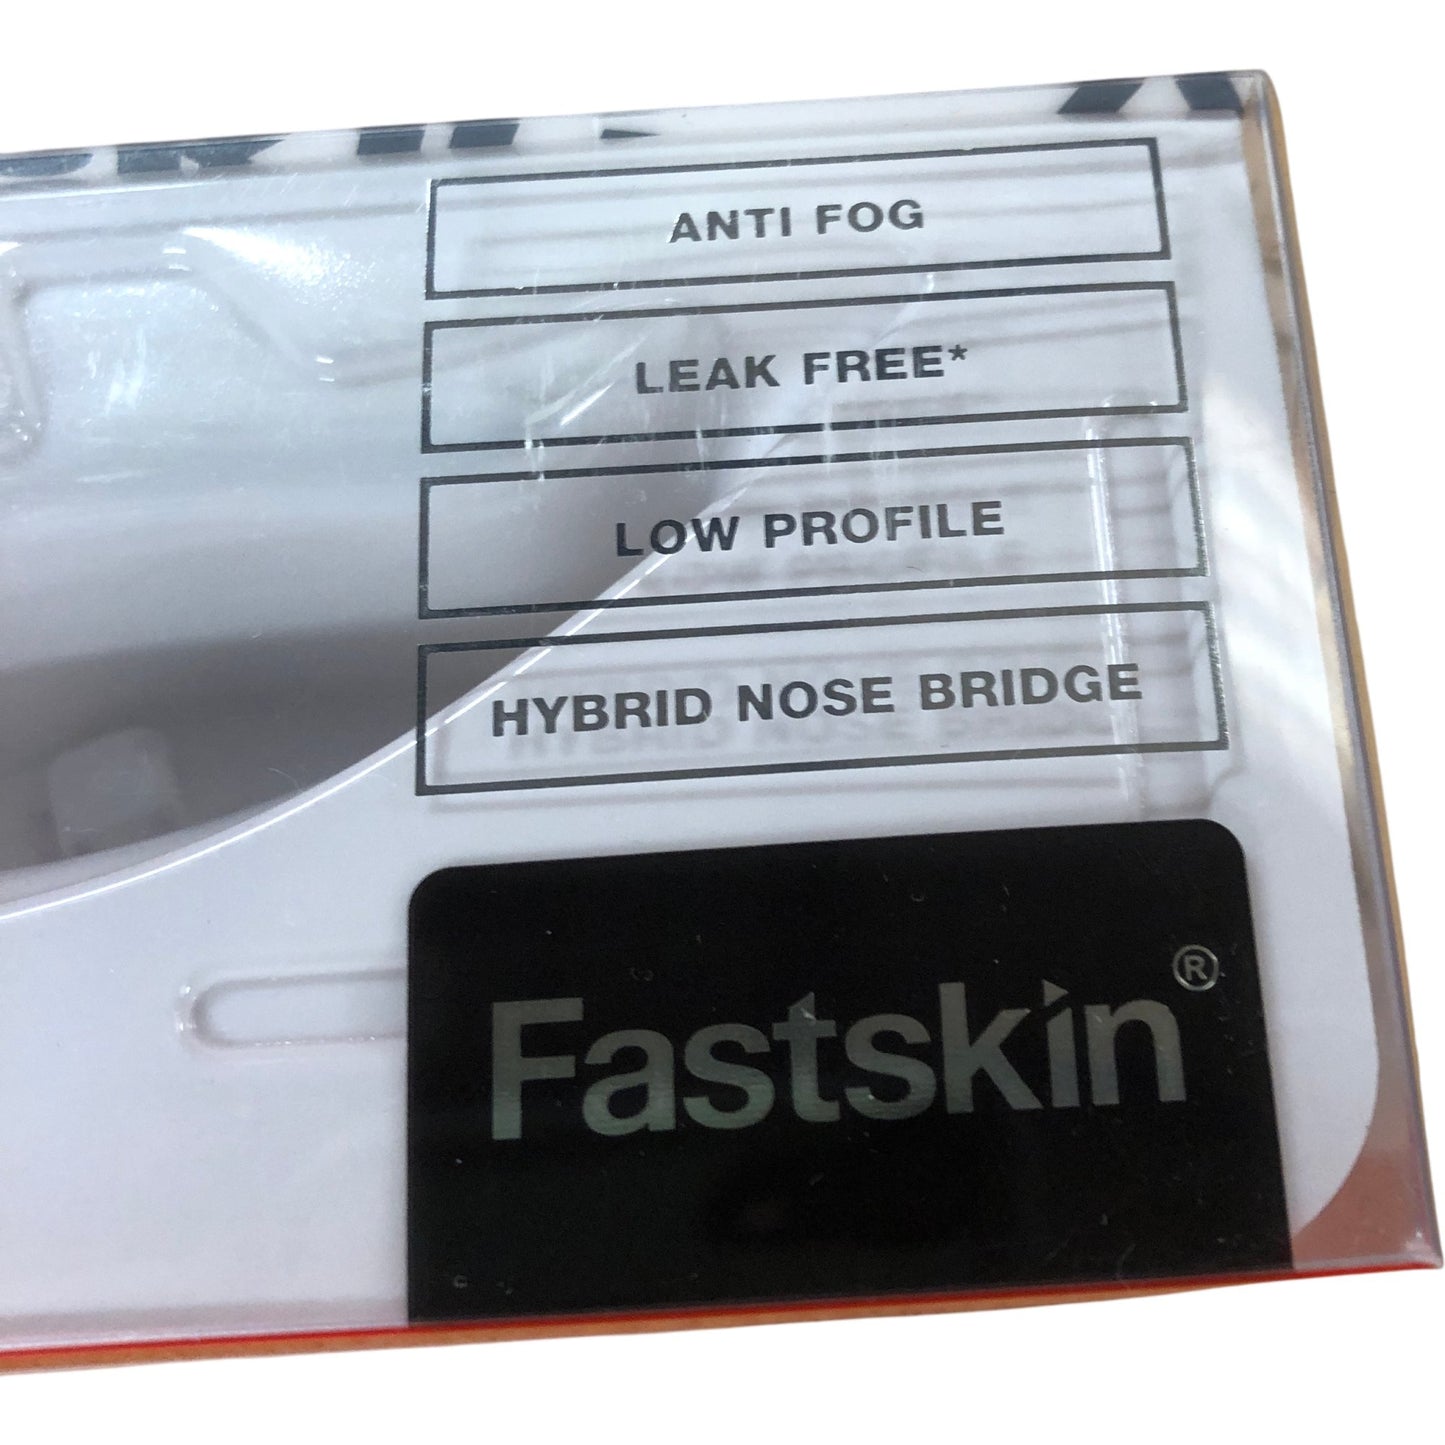 ANTI FOG
LEAK FREE*
LOW PROFILE
HYBRID NOSE BRIDGE
Fastskin®